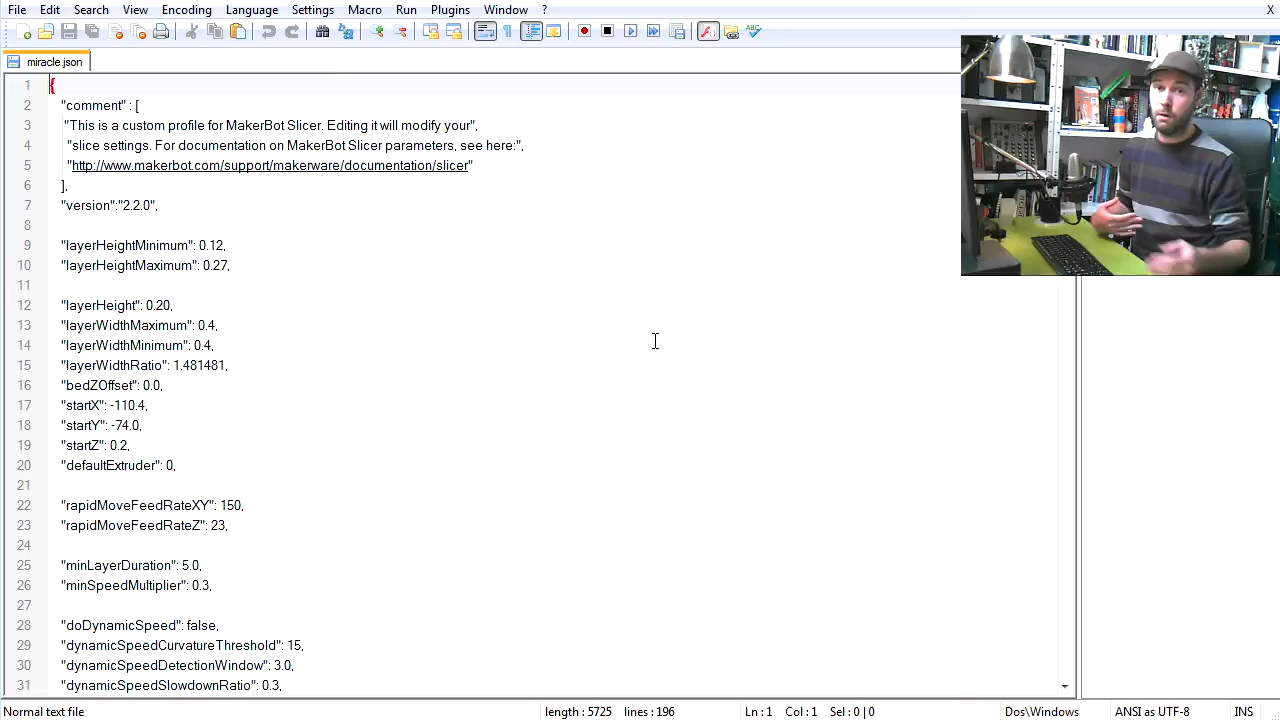 File Edit Search View Encoding Language Settings Macro Run Plugins Window ? X
miracle.json
1 {
2 "comment" : [
3 "This is a custom profile for MakerBot Slicer. Editing it will modify your",
4 "slice settings. For documentation on MakerBot Slicer parameters, see here:",
5 "http://www.makerbot.com/support/makerware/documentation/slicer"
6 ],
7 "version":"2.2.0",
8
9 "layerHeightMinimum": 0.12,
10 "layerHeightMaximum": 0.27,
11
12 "layerHeight": 0.20,
13 "layerWidthMaximum": 0.4,
14 "layerWidthMinimum": 0.4,
15 "layerWidthRatio": 1.481481,
16 "bedZOffset": 0.0,
17 "startX": -110.4,
18 "startY": -74.0,
19 "startZ": 0.2,
20 "defaultExtruder": 0,
21
22 "rapidMoveFeedRateXY": 150,
23 "rapidMoveFeedRateZ": 23,
24
25 "minLayerDuration": 5.0,
26 "minSpeedMultiplier": 0.3,
27
28 "doDynamicSpeed": false,
29 "dynamicSpeedCurvatureThreshold": 15,
30 "dynamicSpeedDetectionWindow": 3.0,
31 "dynamicSpeedSlowdownRatio": 0.3,
Normal text file length : 5725 lines : 196 Ln : 1 Col : 1 Sel : 0 | 0 Dos\Windows ANSI as UTF-8 INS